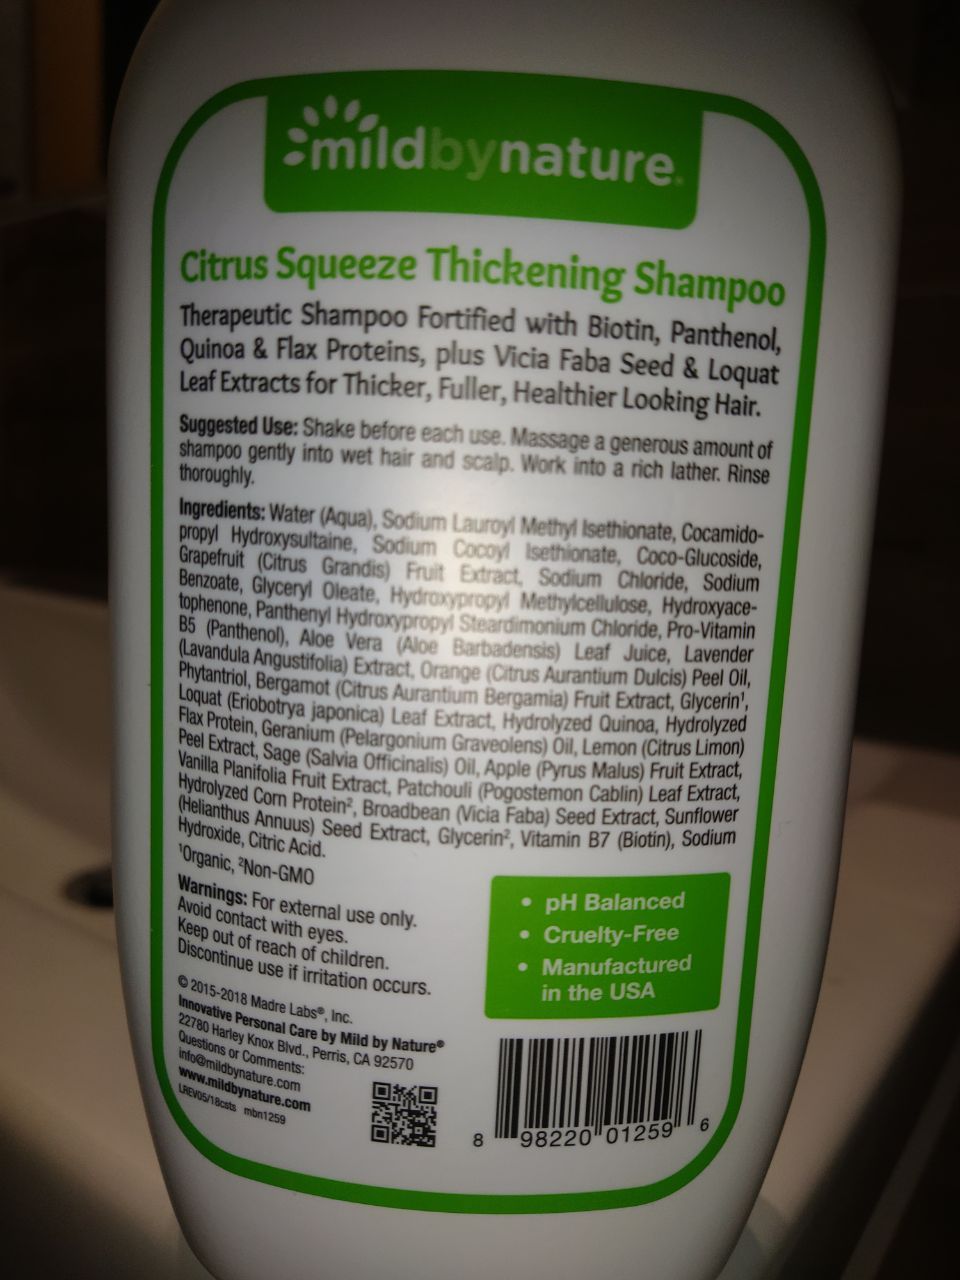 mildbynature®
Citrus Squeeze Thickening Shampoo
Therapeutic Shampoo Fortified with Biotin, Panthenol,
Quinoa & Flax Proteins, plus Vicia Faba Seed & Loquat
Leaf Extracts for Thicker, Fuller, Healthier Looking Hair.
Suggested Use: Shake before each use. Massage a generous amount of
shampoo gently into wet hair and scalp. Work into a rich lather. Rinse
thoroughly.
Ingredients: Water (Aqua), Sodium Lauroyl Methyl Isethionate, Cocamido-
propyl Hydroxysultaine, Sodium Cocoyl Isethionate, Coco-Glucoside,
Grapefruit (Citrus Grandis) Fruit Extract, Sodium Chloride, Sodium
Benzoate, Glyceryl Oleate, Hydroxypropyl Methylcellulose, Hydroxyace-
tophenone, Panthenyl Hydroxypropyl Steardimonium Chloride, Pro-Vitamin
B5 (Panthenol), Aloe Vera (Aloe Barbadensis) Leaf Juice, Lavender
(Lavandula Angustifolia) Extract, Orange (Citrus Aurantium Dulcis) Peel Oil,
Phytantriol, Bergamot (Citrus Aurantium Bergamia) Fruit Extract, Glycerin¹,
Loquat (Eriobotrya japonica) Leaf Extract, Hydrolyzed Quinoa, Hydrolyzed
Flax Protein, Geranium (Pelargonium Graveolens) Oil, Lemon (Citrus Limon)
Peel Extract, Sage (Salvia Officinalis) Oil, Apple (Pyrus Malus) Fruit Extract,
Vanilla Planifolia Fruit Extract, Patchouli (Pogostemon Cablin) Leaf Extract,
Hydrolyzed Corn Protein², Broadbean (Vicia Faba) Seed Extract, Sunflower
(Helianthus Annuus) Seed Extract, Glycerin², Vitamin B7 (Biotin), Sodium
Hydroxide, Citric Acid.
¹Organic, ²Non-GMO
Warnings: For external use only.
Avoid contact with eyes.
Keep out of reach of children.
Discontinue use if irritation occurs.
• pH Balanced
• Cruelty-Free
• Manufactured
in the USA
© 2015-2018 Madre Labs®, Inc.
Innovative Personal Care by Mild by Nature®
22780 Harley Knox Blvd., Perris, CA 92570
Questions or Comments:
info@mildbynature.com
www.mildbynature.com
LREV05/18csts mbn1259
8 98220 01259 6